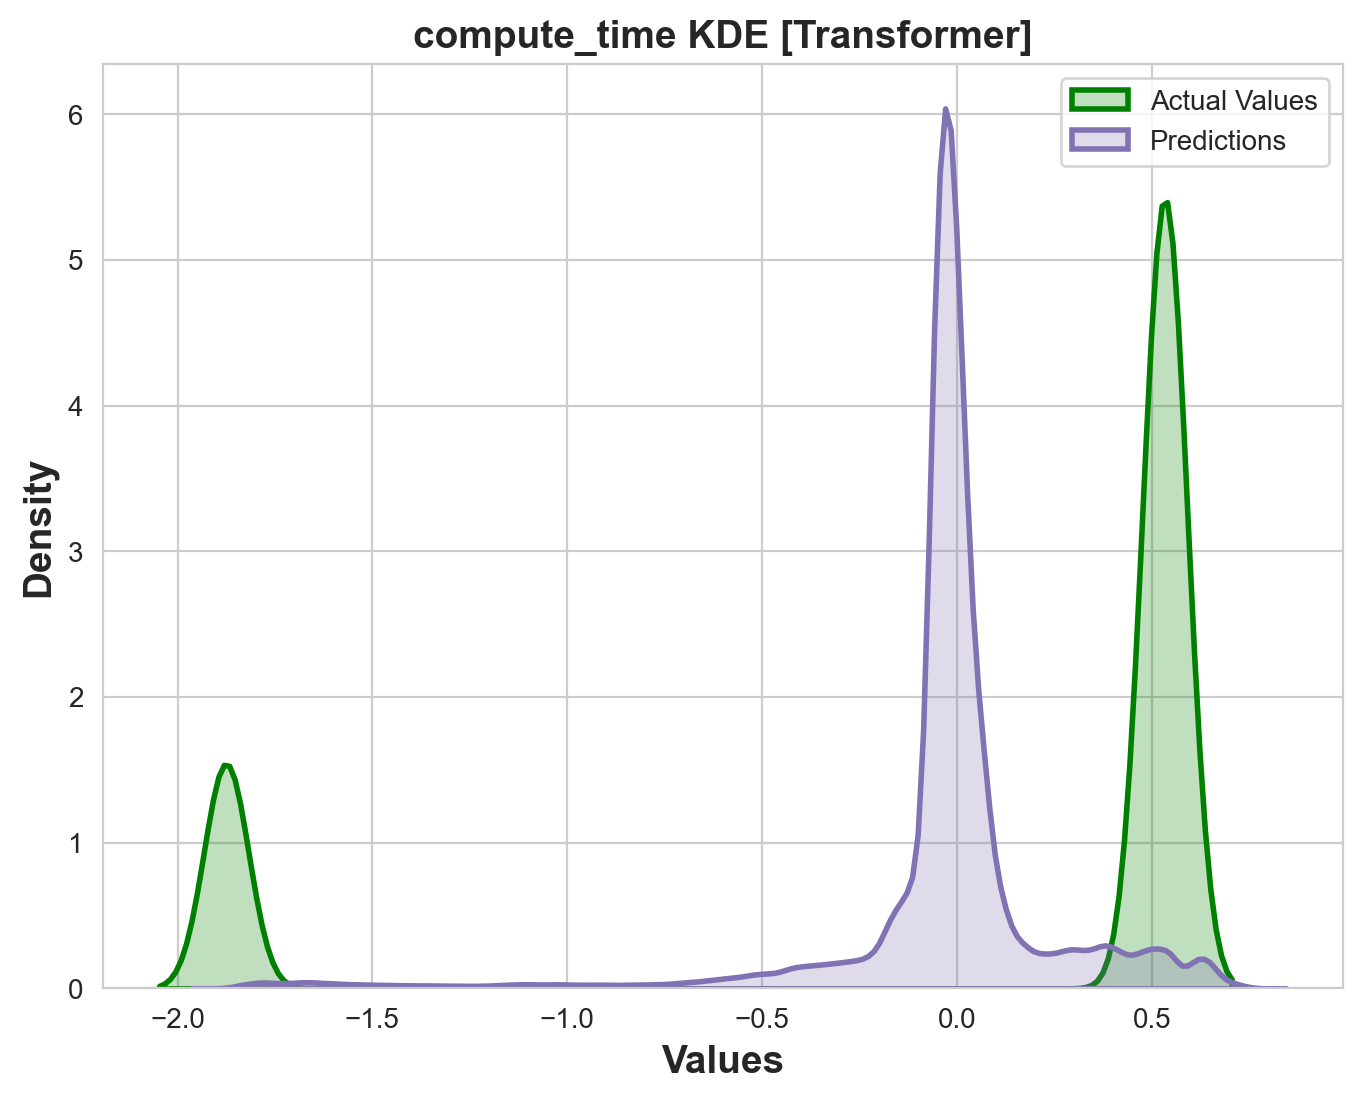 compute_time KDE [Transformer]
Actual Values
Predictions
6
5
4
3
2
1
0
Density
−2.0
−1.5
−1.0
−0.5
0.0
0.5
Values